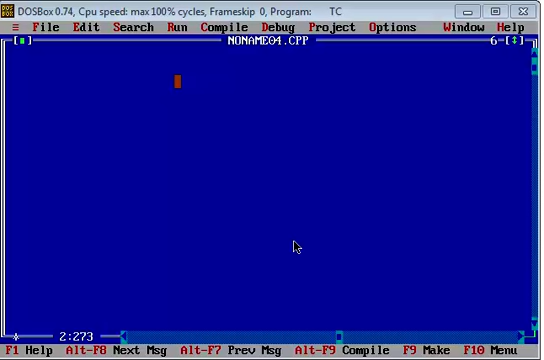 DOS BOX DOSBox 0.74, Cpu speed: max 100% cycles, Frameskip 0, Program: TC
≡ File Edit Search Run Compile Debug Project Options Window Help
[■] NONAME04.CPP 6 [↕]
2:273
F1 Help Alt-F8 Next Msg Alt-F7 Prev Msg Alt-F9 Compile F9 Make F10 Menu